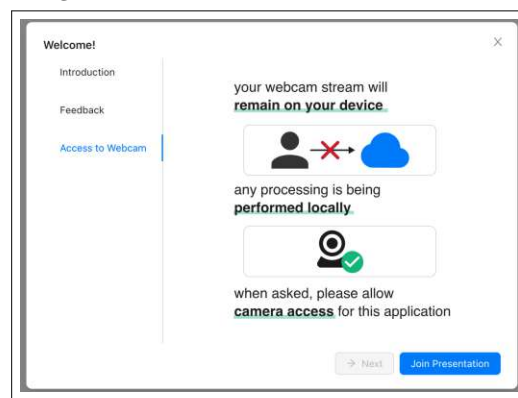 Welcome!
Introduction
Feedback
Access to Webcam
your webcam stream will
remain on your device
any processing is being
performed locally
when asked, please allow
camera access for this application
Next
Join Presentation